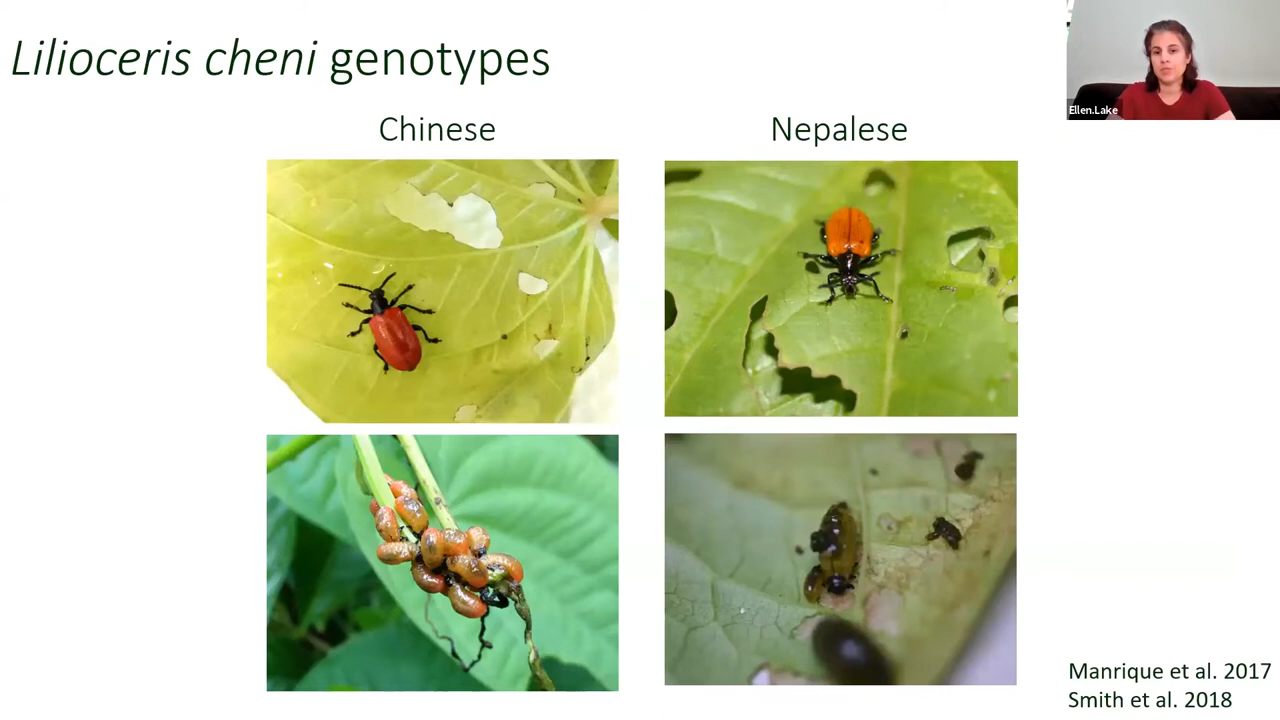 Lilioceris cheni genotypes
Ellen.Lake
Chinese
Nepalese
Manrique et al. 2017
Smith et al. 2018